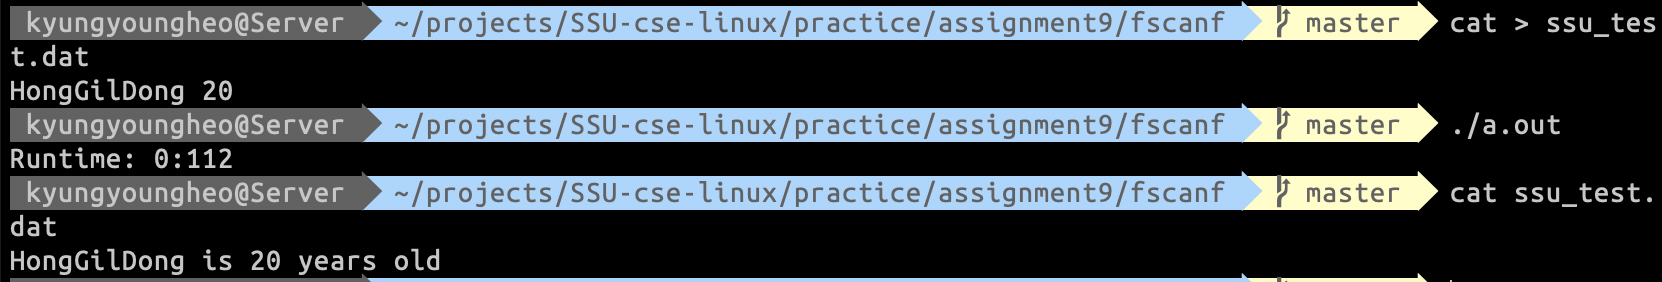 kyungyoungheo@Server ~/projects/SSU-cse-linux/practice/assignment9/fscanf master cat > ssu_tes
t.dat
HongGilDong 20
kyungyoungheo@Server ~/projects/SSU-cse-linux/practice/assignment9/fscanf master ./a.out
Runtime: 0:112
kyungyoungheo@Server ~/projects/SSU-cse-linux/practice/assignment9/fscanf master cat ssu_test.
dat
HongGilDong is 20 years old